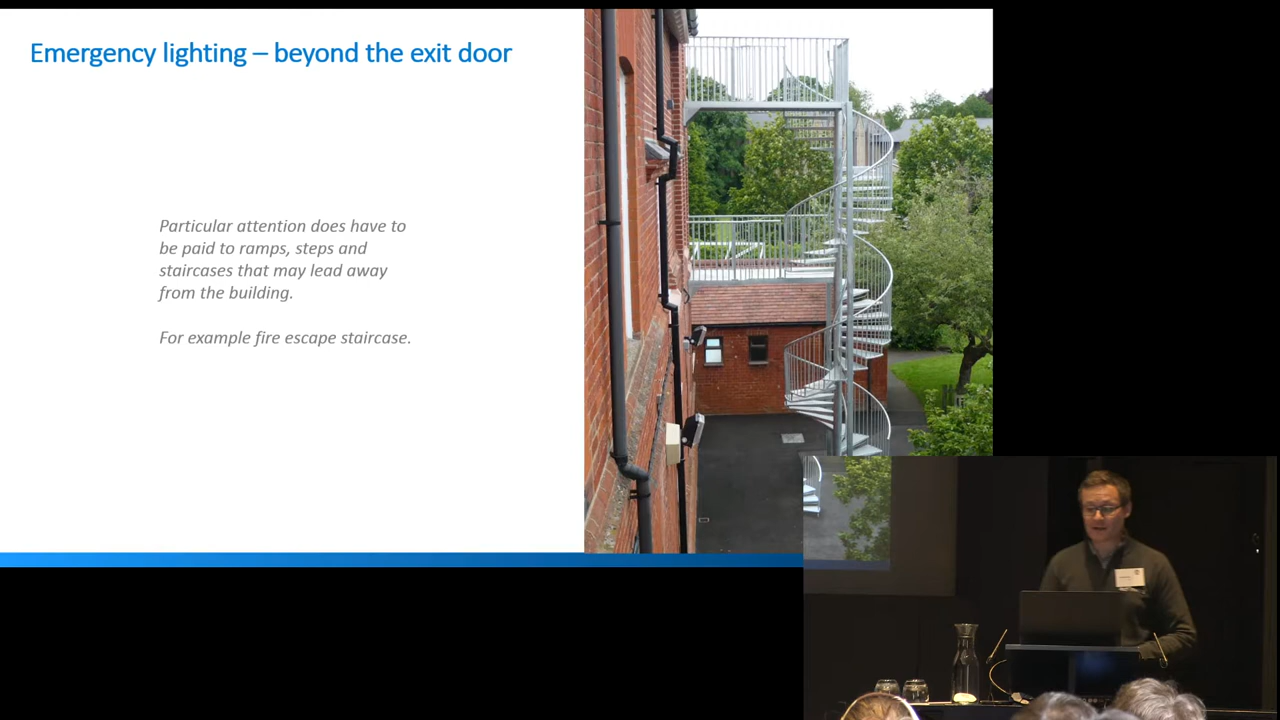 Emergency lighting – beyond the exit door
Particular attention does have to
be paid to ramps, steps and
staircases that may lead away
from the building.
For example fire escape staircase.